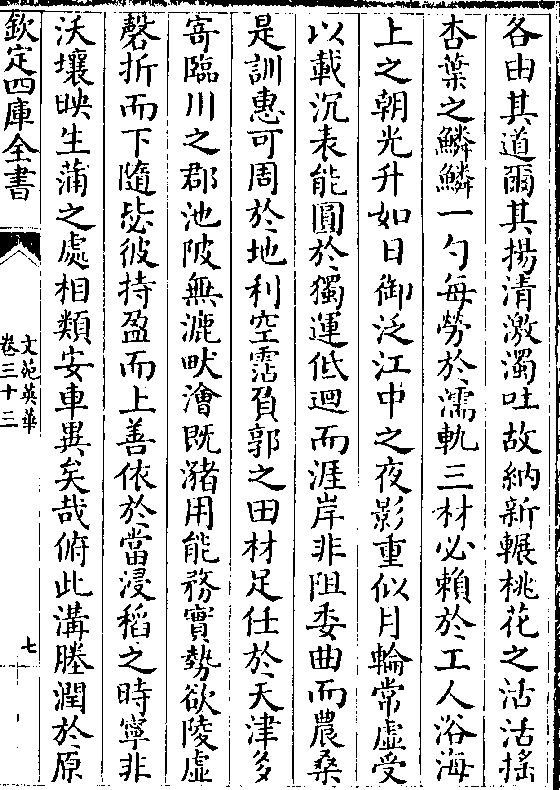 各由其道爾其揚清激濁吐故納新輾桃花之沽沽搖
杏葉之鱗鱗一勺每勞於濡軌三材必賴於工人浴海
上之朝光升如日御泛江中之夜影重似月輪常虛受
以載沉表能圓於獨運低迴而涯岸非阻委曲而農桑
是訓惠可周於地利空霑負郭之田材足任於天津多
寄臨川之郡池陂無漉畎澮既瀦用能務實勢欲陵虛
磬折而下隨毖彼持盈而上善依於當浸稻之時寧非
沃壤映生蒲之處相類安車異矣哉俯此溝塍潤於原
欽定四庫全書
文苑英華
卷三十三
七